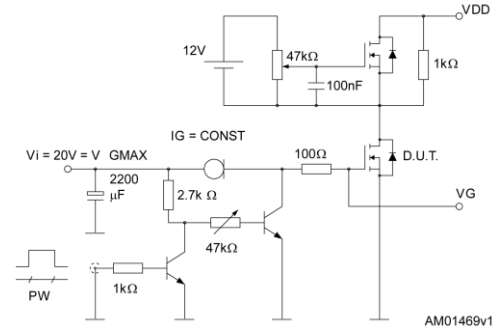 VDD
12V
47kΩ
1kΩ
100nF
IG = CONST
Vi = 20V = V GMAX
100Ω
D.U.T.
2200
μF
2.7k Ω
VG
47kΩ
1kΩ
PW
AM01469v1